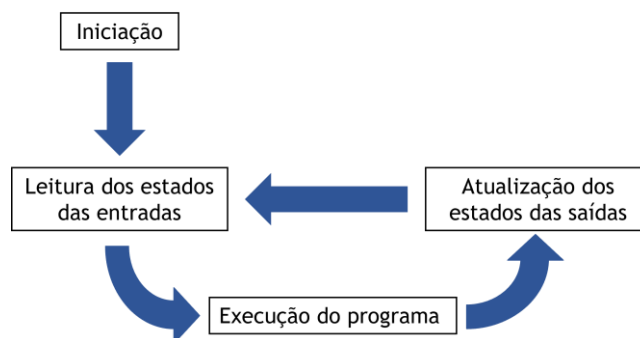 Iniciação
Leitura dos estados
das entradas
Atualização dos
estados das saídas
Execução do programa